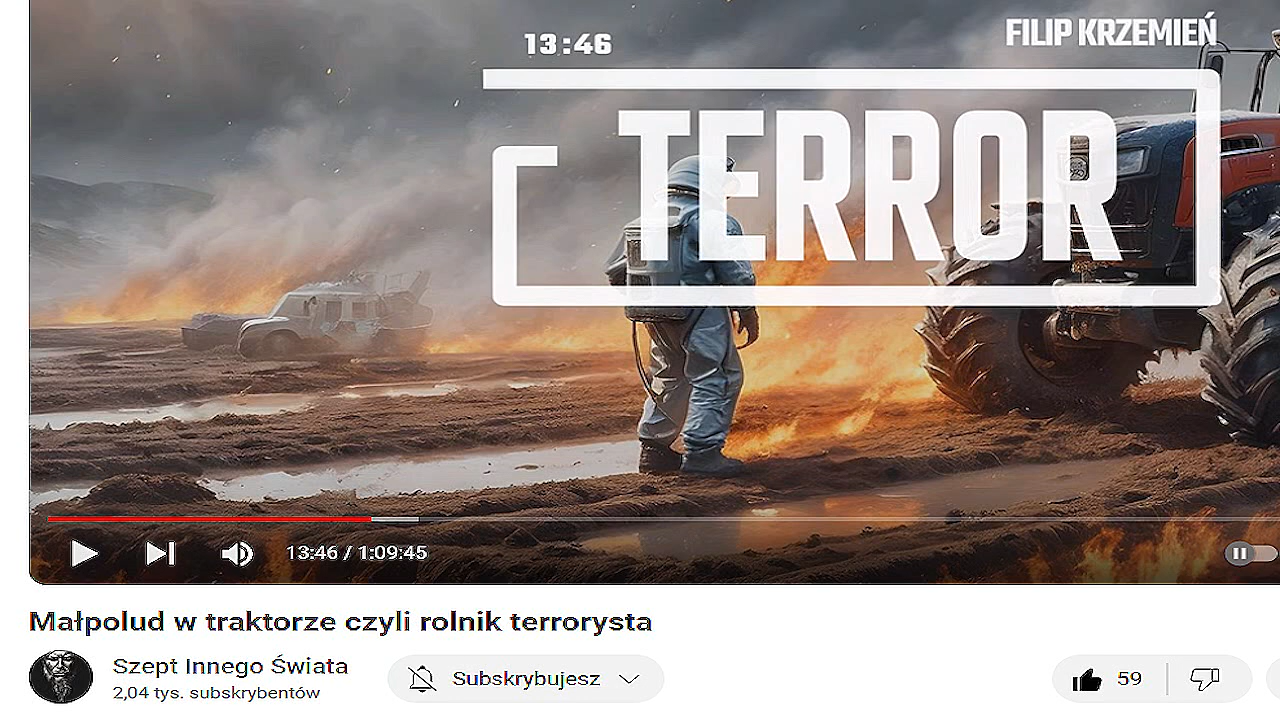 FILIP KRZEMIEŃ
13:46
TERROR
13:46 / 1:09:45
Małpolud w traktorze czyli rolnik terrorysta
Szept Innego Świata
2,04 tys. subskrybentów
Subskrybujesz
59